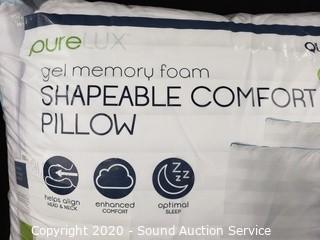 pureLUX
gel memory foam
SHAPEABLE COMFORT
PILLOW
helps align
HEAD & NECK
enhanced
COMFORT
Z Z Z
optimal
SLEEP
Copyright 2020 - Sound Auction Service